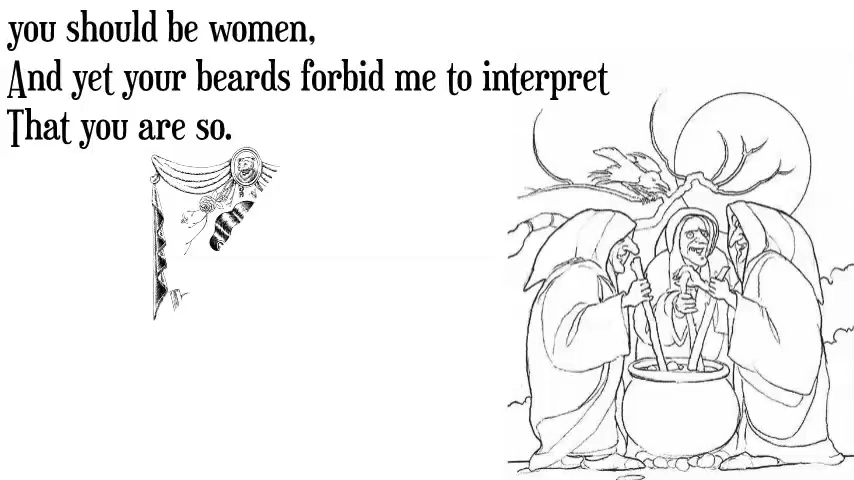 you should be women,
And yet your beards forbid me to interpret
That you are so.